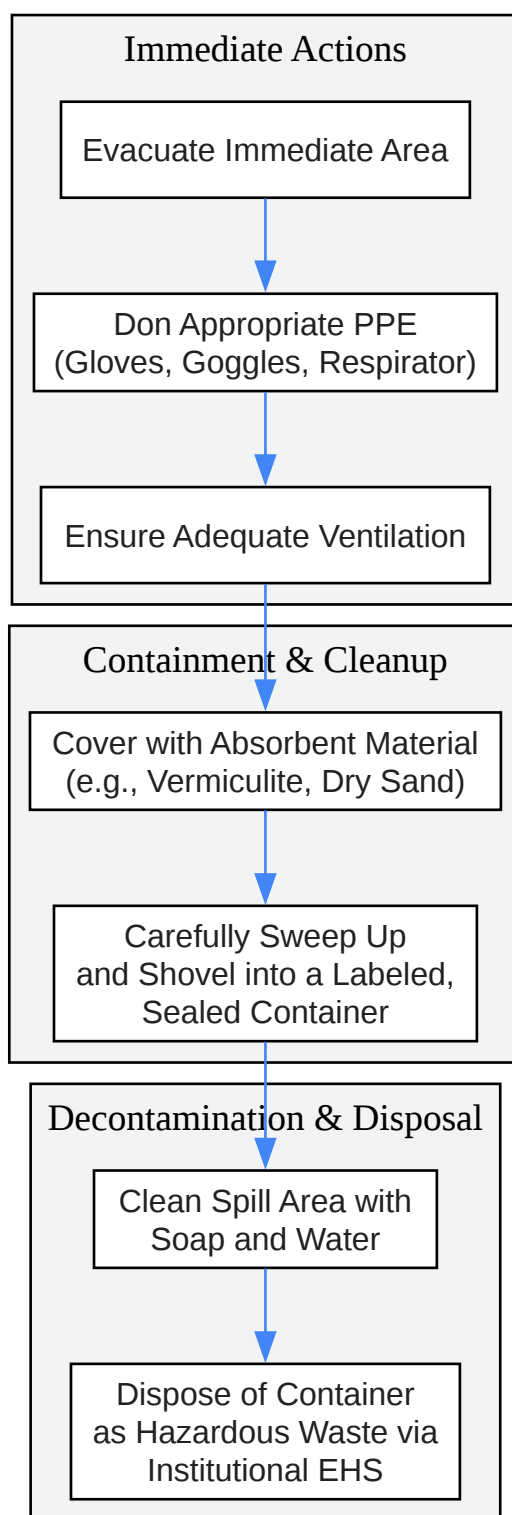 Immediate Actions
Evacuate Immediate Area
Don Appropriate PPE
(Gloves, Goggles, Respirator)
Ensure Adequate Ventilation
Containment & Cleanup
Cover with Absorbent Material
(e.g., Vermiculite, Dry Sand)
Carefully Sweep Up
and Shovel into a Labeled,
Sealed Container
Decontamination & Disposal
Clean Spill Area with
Soap and Water
Dispose of Container
as Hazardous Waste via
Institutional EHS